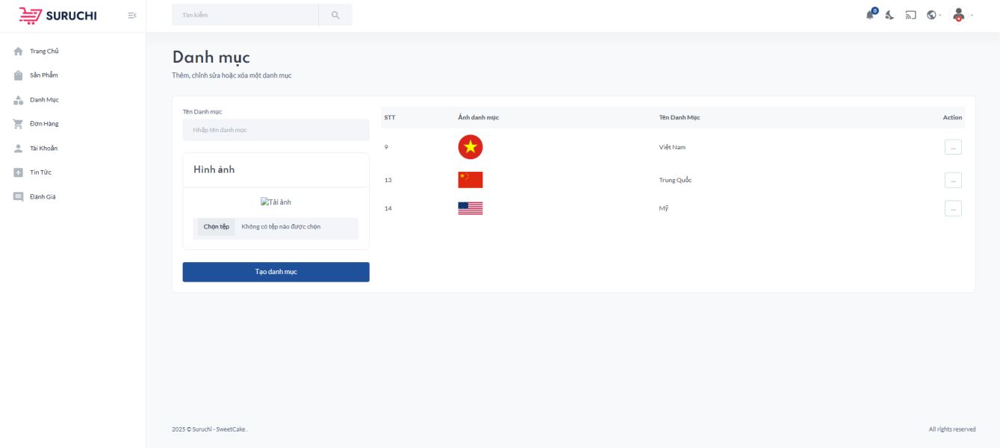 SURUCHI
Tìm kiếm
0
Trang Chủ
Sản Phẩm
Danh Mục
Đơn Hàng
Tài Khoản
Tin Tức
Đánh Giá
Danh mục
Thêm, chỉnh sửa hoặc xóa một danh mục
Tên Danh mục
Nhập tên danh mục
Hình ảnh
Tải ảnh
Chọn tệp Không có tệp nào được chọn
Tạo danh mục
STT Ảnh danh mục Tên Danh Mục Action
9 Việt Nam ...
13 Trung Quốc ...
14 Mỹ ...
2025 © Suruchi - SweetCake .
All rights reserved